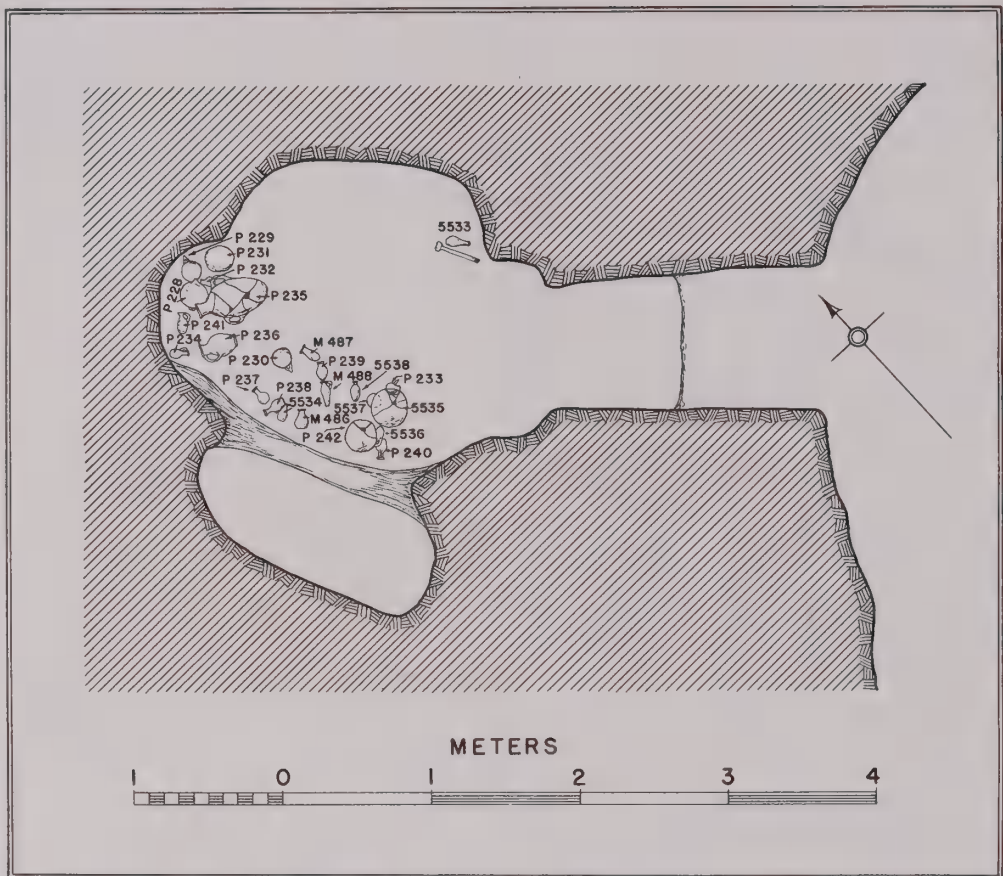 5533
P 229
P 231
P 232
P 228
P 235
P 241
P 234
P 236
M 487
P 230
P 239
5538
M 488
P 233
P 237
P 238
5534
5537
5535
M 486
P 242
5536
P 240
METERS
1 0 1 2 3 4